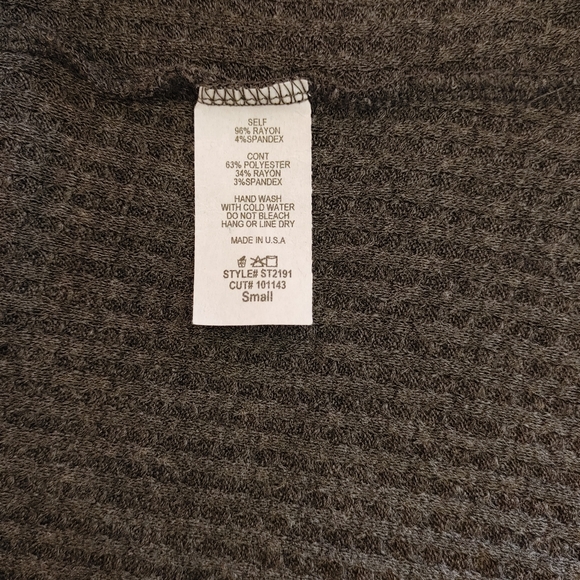 SELF
96% RAYON
4%SPANDEX
CONT
63% POLYESTER
34% RAYON
3%SPANDEX
HAND WASH
WITH COLD WATER
DO NOT BLEACH
HANG OR LINE DRY
MADE IN U.S.A
STYLE# ST2191
CUT# 101143
Small